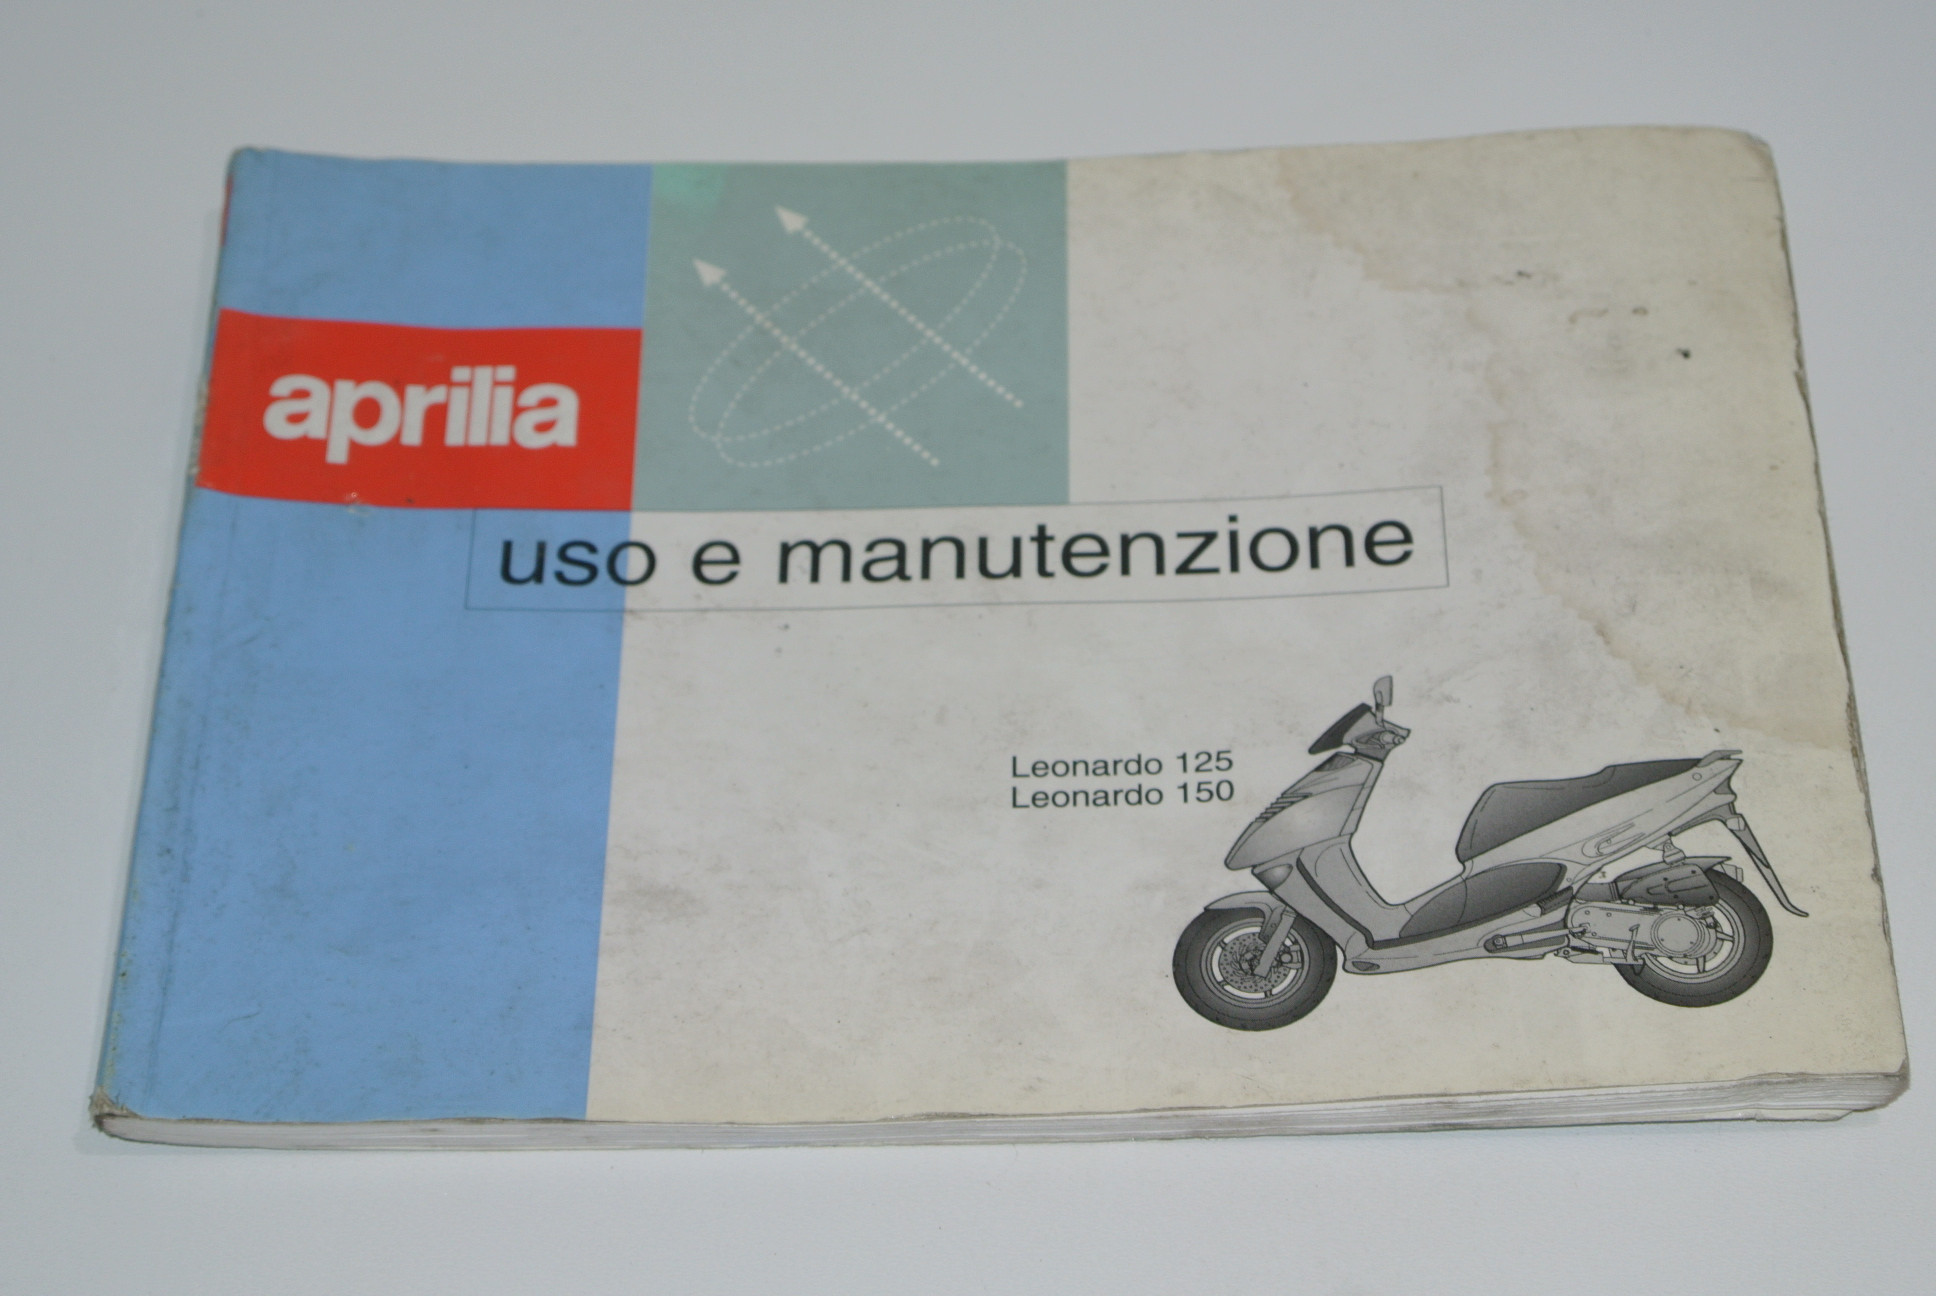 aprilia
uso e manutenzione
Leonardo 125
Leonardo 150